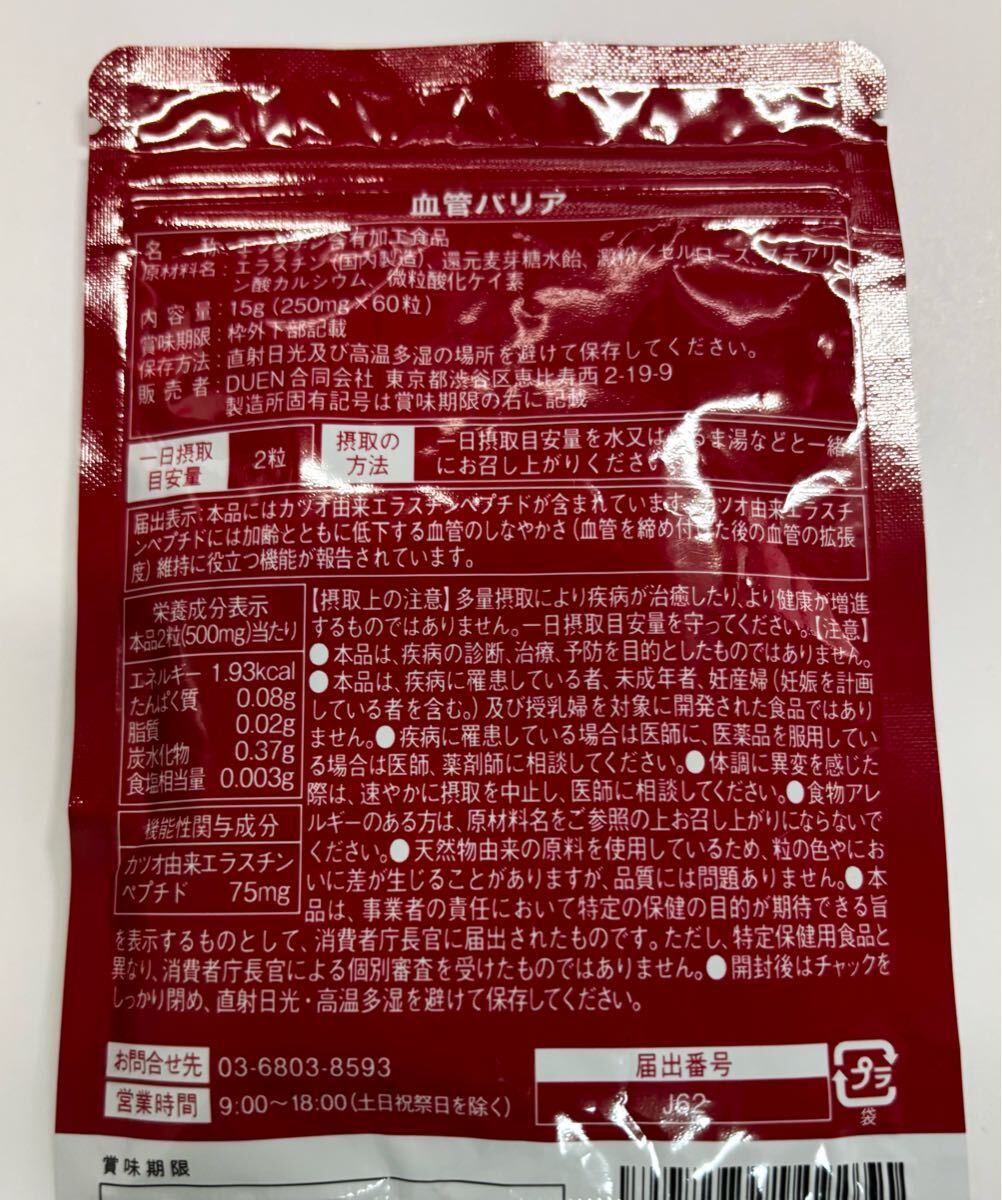 血管バリア
名称:エラスチン含有加工食品
原材料名:エラスチン(国内製造)、還元麦芽糖水飴、澱粉/セルロース、ステアリ
ン酸カルシウム、微粒酸化ケイ素
内容量:15g(250mg×60粒)
賞味期限:枠外下部記載
保存方法:直射日光及び高温多湿の場所を避けて保存してください。
販売者:DUEN合同会社 東京都渋谷区恵比寿西2-19-9
製造所固有記号は賞味期限の右に記載
一日摂取目安量 2粒
摂取の方法
一日摂取目安量を水又は るま湯などと一緒
にお召し上がりください
届出表示:本品にはカツオ由来エラスチンペプチドが含まれています。カツオ由来エラスチ
ンペプチドには加齢とともに低下する血管のしなやかさ(血管を締め付けた後の血管の拡張
度)維持に役立つ機能が報告されています。
栄養成分表示
本品2粒(500mg)当たり
エネルギー 1.93kcal
たんぱく質 0.08g
脂質 0.02g
炭水化物 0.37g
食塩相当量 0.003g
機能性関与成分
カツオ由来エラスチン
ペプチド 75mg
【摂取上の注意】多量摂取により疾病が治癒したり、より健康が増進
するものではありません。一日摂取目安量を守ってください。【注意】
●本品は、疾病の診断、治療、予防を目的としたものではありません。
●本品は、疾病に罹患している者、未成年者、妊産婦(妊娠を計画
している者を含む。)及び授乳婦を対象に開発された食品ではあり
ません。●疾病に罹患している場合は医師に、医薬品を服用してい
る場合は医師、薬剤師に相談してください。●体調に異変を感じた
際は、速やかに摂取を中止し、医師に相談してください。●食物アレ
ルギーのある方は、原材料名をご参照の上お召し上がりにならないで
ください。●天然物由来の原料を使用しているため、粒の色やにお
いに差が生じることがありますが、品質には問題ありません。●本
品は、事業者の責任において特定の保健の目的が期待できる旨
を表示するものとして、消費者庁長官に届出されたものです。ただし、特定保健用食品と
異なり、消費者庁長官による個別審査を受けたものではありません。●開封後はチャックを
しっかり閉め、直射日光・高温多湿を避けて保存してください。
お問合せ先 03-6803-8593
営業時間 9:00~18:00(土日祝祭日を除く)
届出番号
J62
プラ
袋
賞味期限